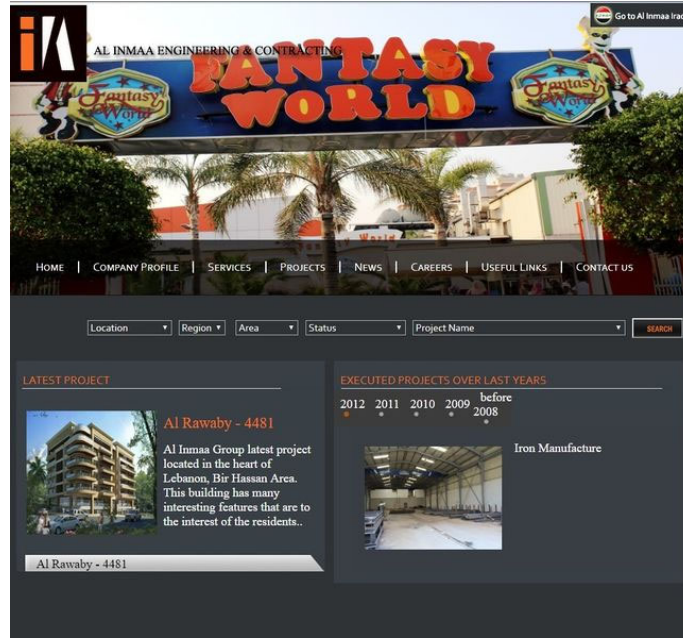 Go to Al Inmaa Iraq
AL INMAA ENGINEERING & CONTRACTING
FANTASY
WORLD
Fantasy
World
Fantasy
World
HOME | COMPANY PROFILE | SERVICES | PROJECTS | NEWS | CAREERS | USEFUL LINKS | CONTACT US
Location Region Area Status Project Name SEARCH
LATEST PROJECT
Al Rawaby - 4481
Al Inmaa Group latest project
located in the heart of
Lebanon, Bir Hassan Area.
This building has many
interesting features that are to
the interest of the residents..
Al Rawaby - 4481
EXECUTED PROJECTS OVER LAST YEARS
2012 2011 2010 2009 before
2008
Iron Manufacture